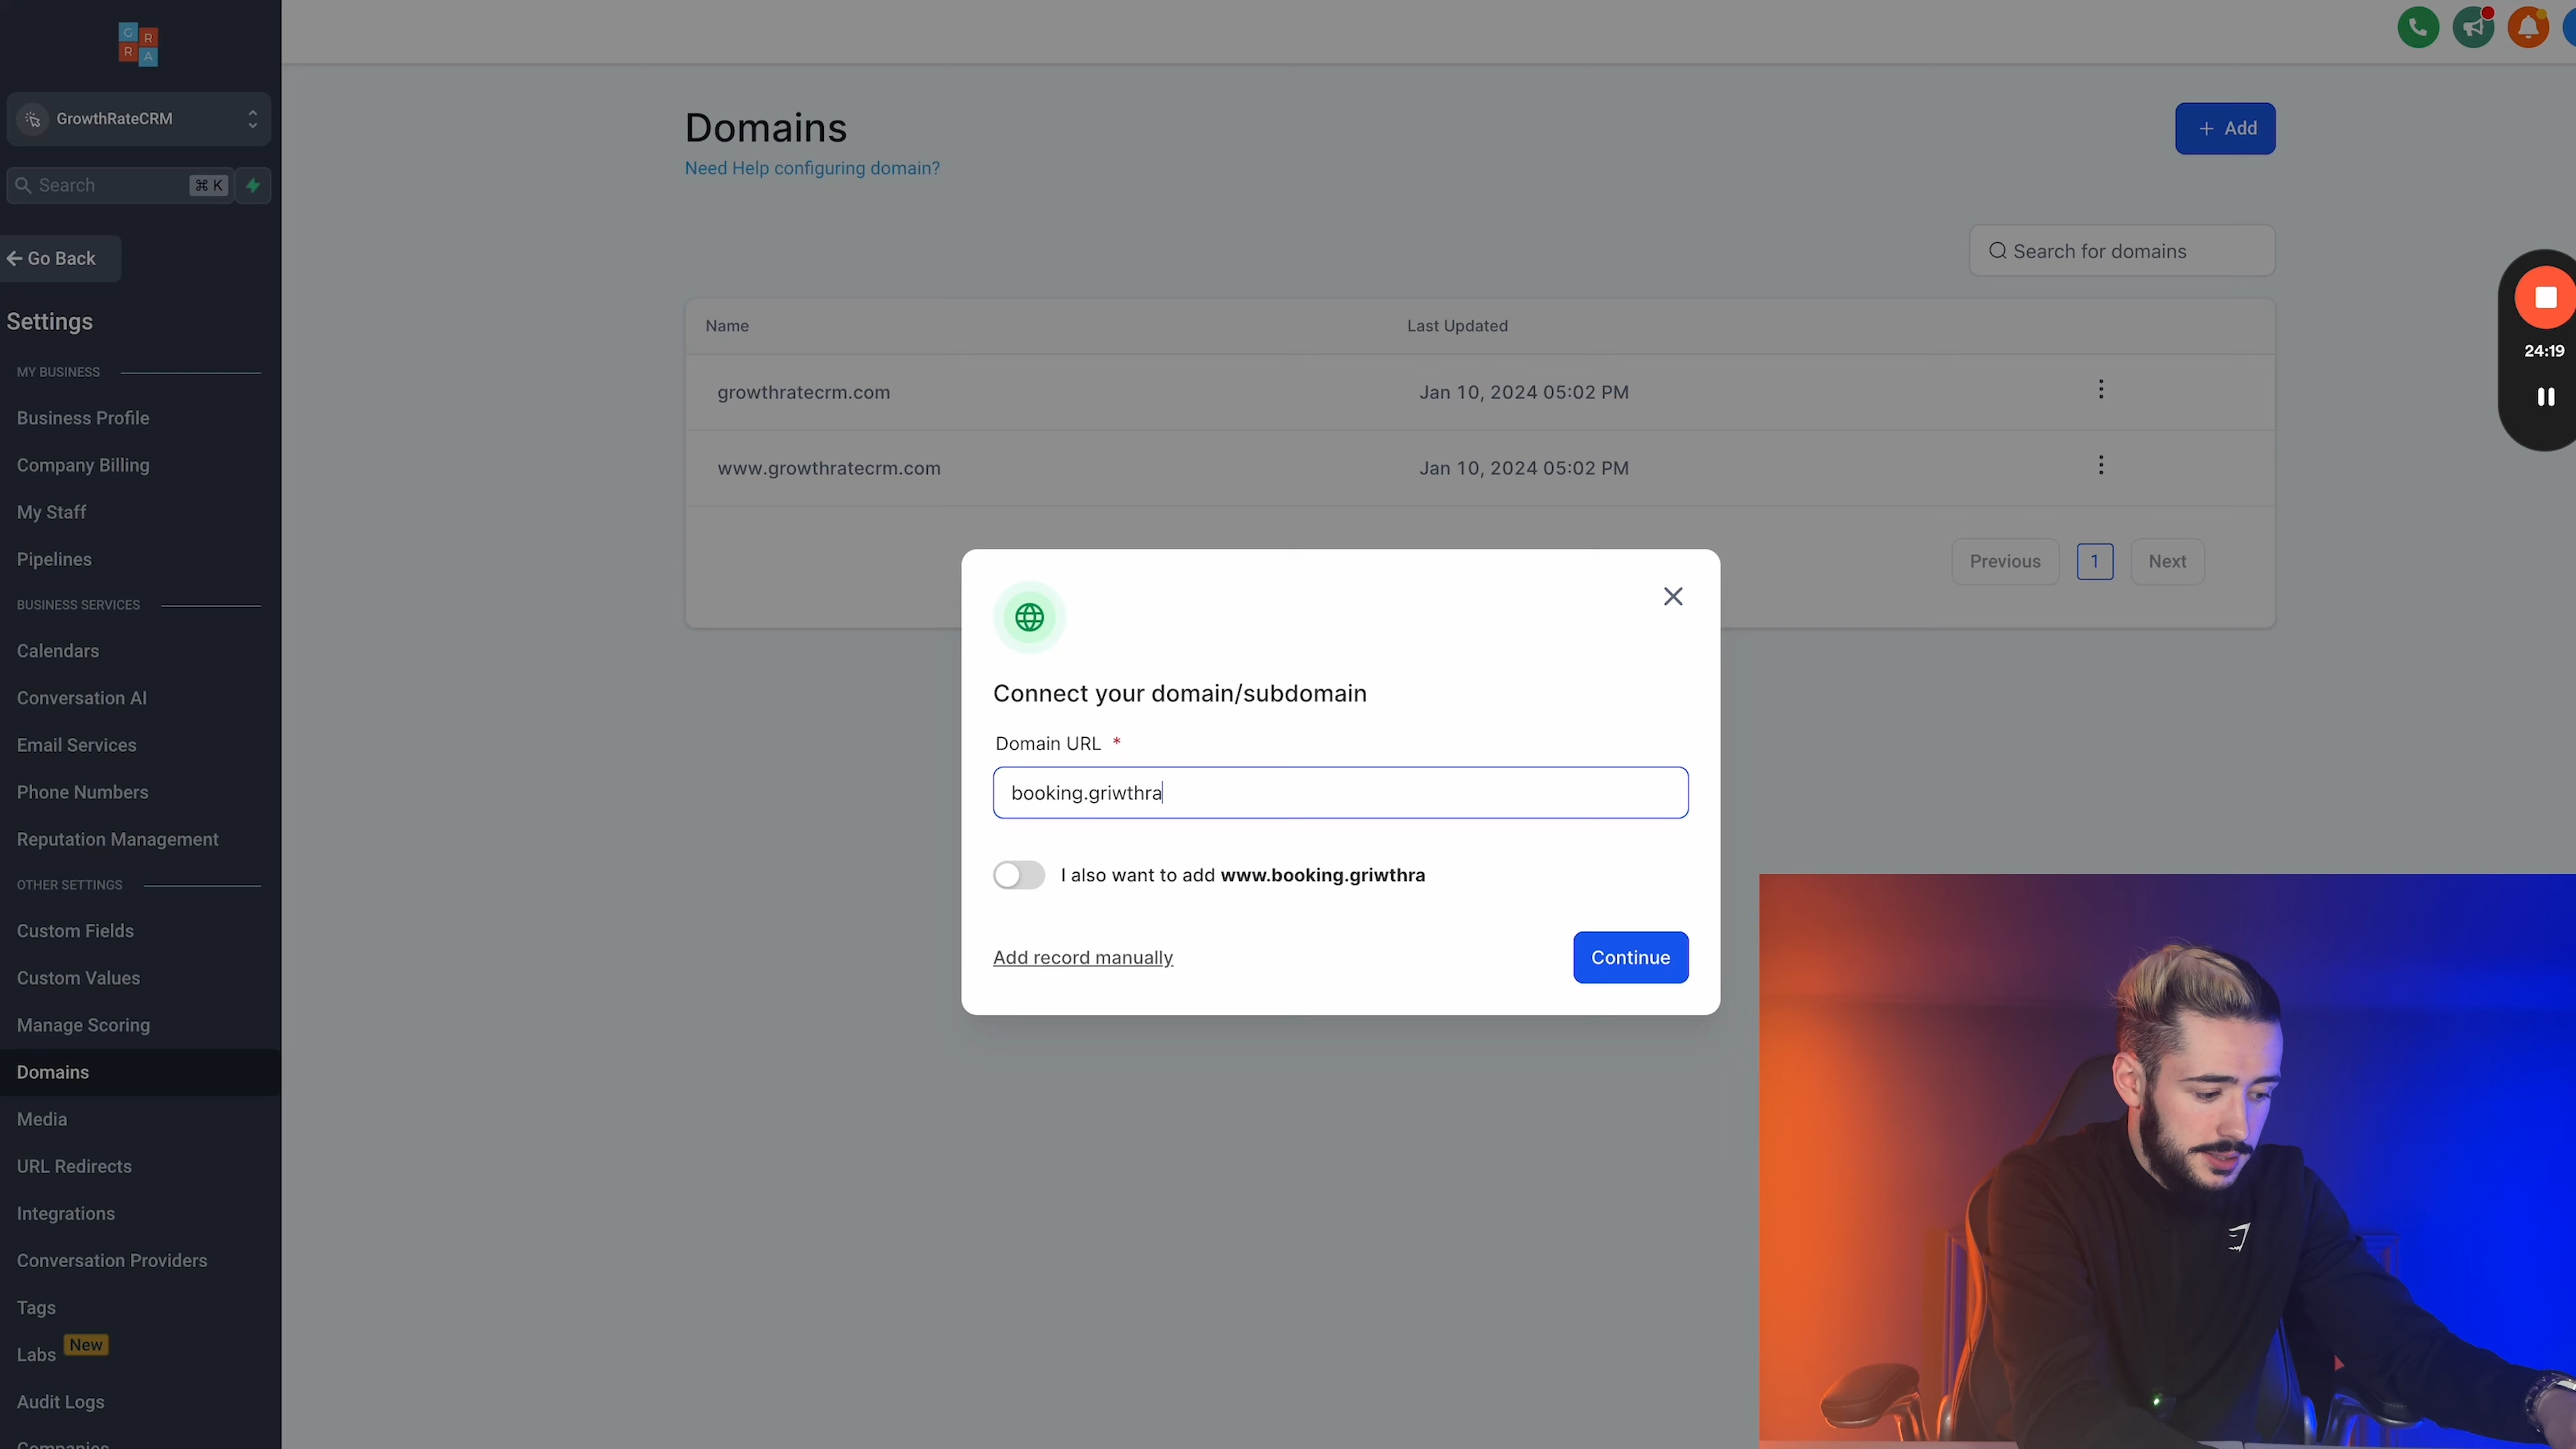 G R
R A
GrowthRateCRM
Search ⌘ K
Go Back
Settings
MY BUSINESS
Business Profile
Company Billing
My Staff
Pipelines
BUSINESS SERVICES
Calendars
Conversation AI
Email Services
Phone Numbers
Reputation Management
OTHER SETTINGS
Custom Fields
Custom Values
Manage Scoring
Domains
Media
URL Redirects
Integrations
Conversation Providers
Tags
Labs New
Audit Logs
Companies
Domains
+ Add
Need Help configuring domain?
Search for domains
Name Last Updated
growthratecrm.com Jan 10, 2024 05:02 PM
www.growthratecrm.com Jan 10, 2024 05:02 PM
Previous 1 Next
Connect your domain/subdomain
Domain URL *
booking.griwthra
I also want to add www.booking.griwthra
Add record manually
Continue
24:19